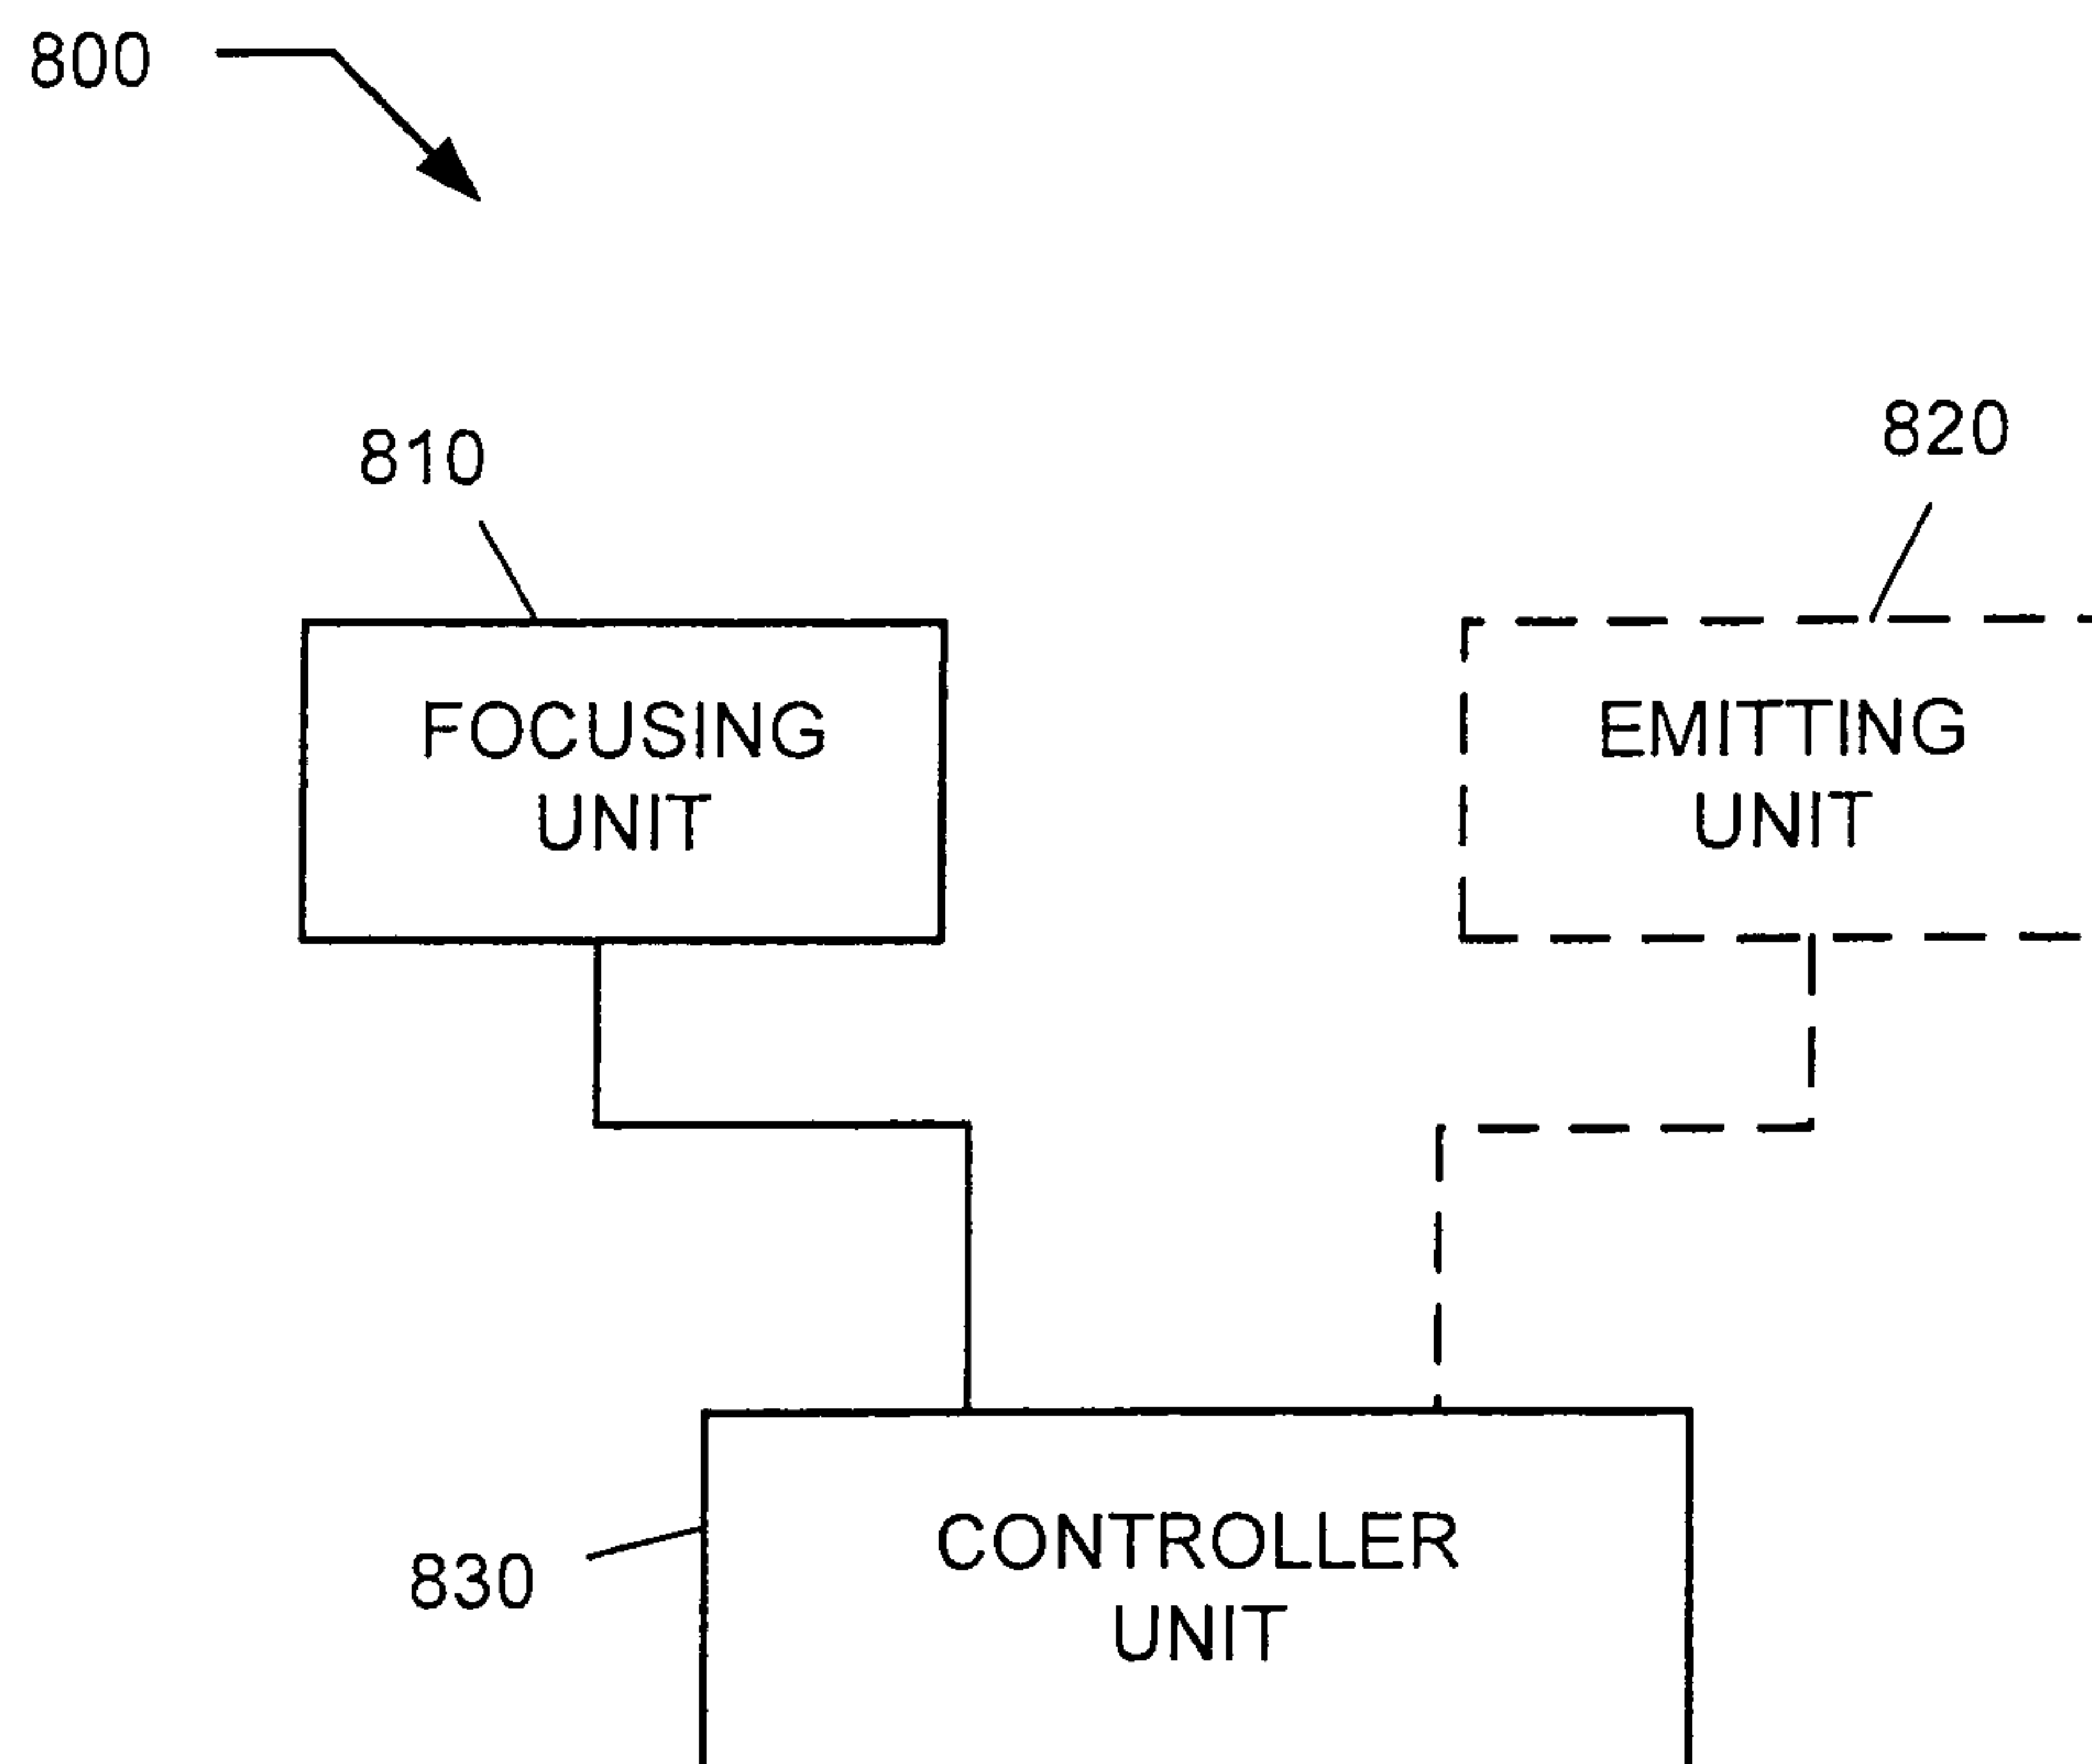 800
810
820
FOCUSING
UNIT
EMITTING
UNIT
830
CONTROLLER
UNIT